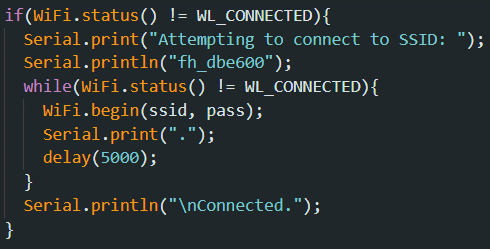 if(WiFi.status() != WL_CONNECTED){
  Serial.print("Attempting to connect to SSID: ");
  Serial.println("fh_dbe600");
  while(WiFi.status() != WL_CONNECTED){
    WiFi.begin(ssid, pass);
    Serial.print(".");
    delay(5000);
  }
  Serial.println("\nConnected.");
}